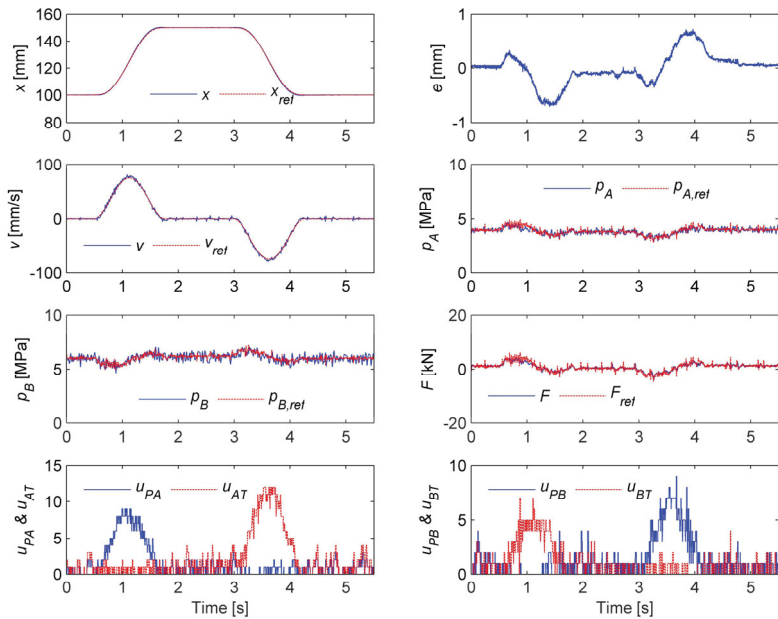 160
140
120
100
80
x [mm]
x x_ref
0 1 2 3 4 5
1
0
-1
e [mm]
0 1 2 3 4 5
100
0
-100
v [mm/s]
v v_ref
0 1 2 3 4 5
10
5
0
p_A [MPa]
p_A p_A,ref
0 1 2 3 4 5
10
5
0
p_B [MPa]
p_B p_B,ref
0 1 2 3 4 5
20
0
-20
F [kN]
F F_ref
0 1 2 3 4 5
15
10
5
0
u_PA & u_AT
u_PA u_AT
0 1 2 3 4 5
Time [s]
10
5
0
u_PB & u_BT
u_PB u_BT
0 1 2 3 4 5
Time [s]